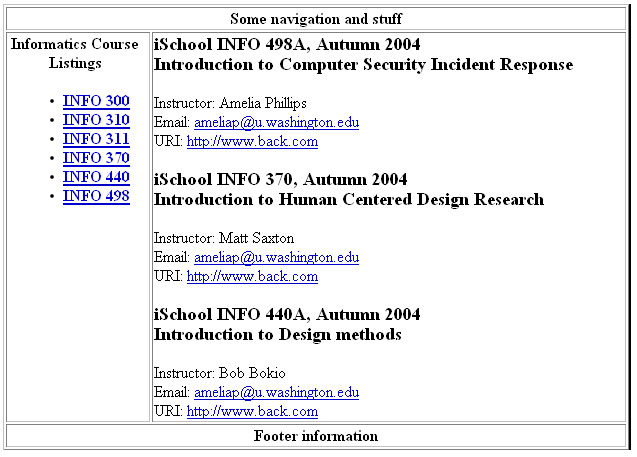 Some navigation and stuff
Informatics Course
Listings
• INFO 300
• INFO 310
• INFO 311
• INFO 370
• INFO 440
• INFO 498
iSchool INFO 498A, Autumn 2004
Introduction to Computer Security Incident Response
Instructor: Amelia Phillips
Email: ameliap@u.washington.edu
URI: http://www.back.com
iSchool INFO 370, Autumn 2004
Introduction to Human Centered Design Research
Instructor: Matt Saxton
Email: ameliap@u.washington.edu
URI: http://www.back.com
iSchool INFO 440A, Autumn 2004
Introduction to Design methods
Instructor: Bob Bokio
Email: ameliap@u.washington.edu
URI: http://www.back.com
Footer information